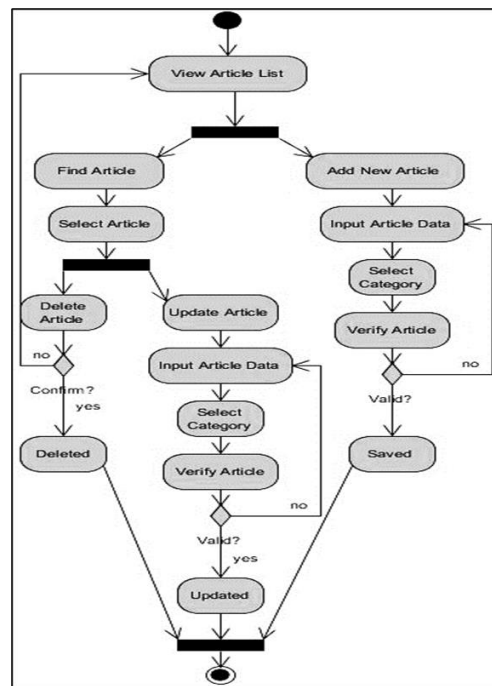 View Article List
Find Article
Add New Article
Select Article
Input Article Data
Select
Category
Delete
Article
Update Article
Verify Article
no
Input Article Data
no
Confirm?
Valid?
yes
Select
Category
Deleted
Verify Article
Saved
no
Valid?
yes
Updated